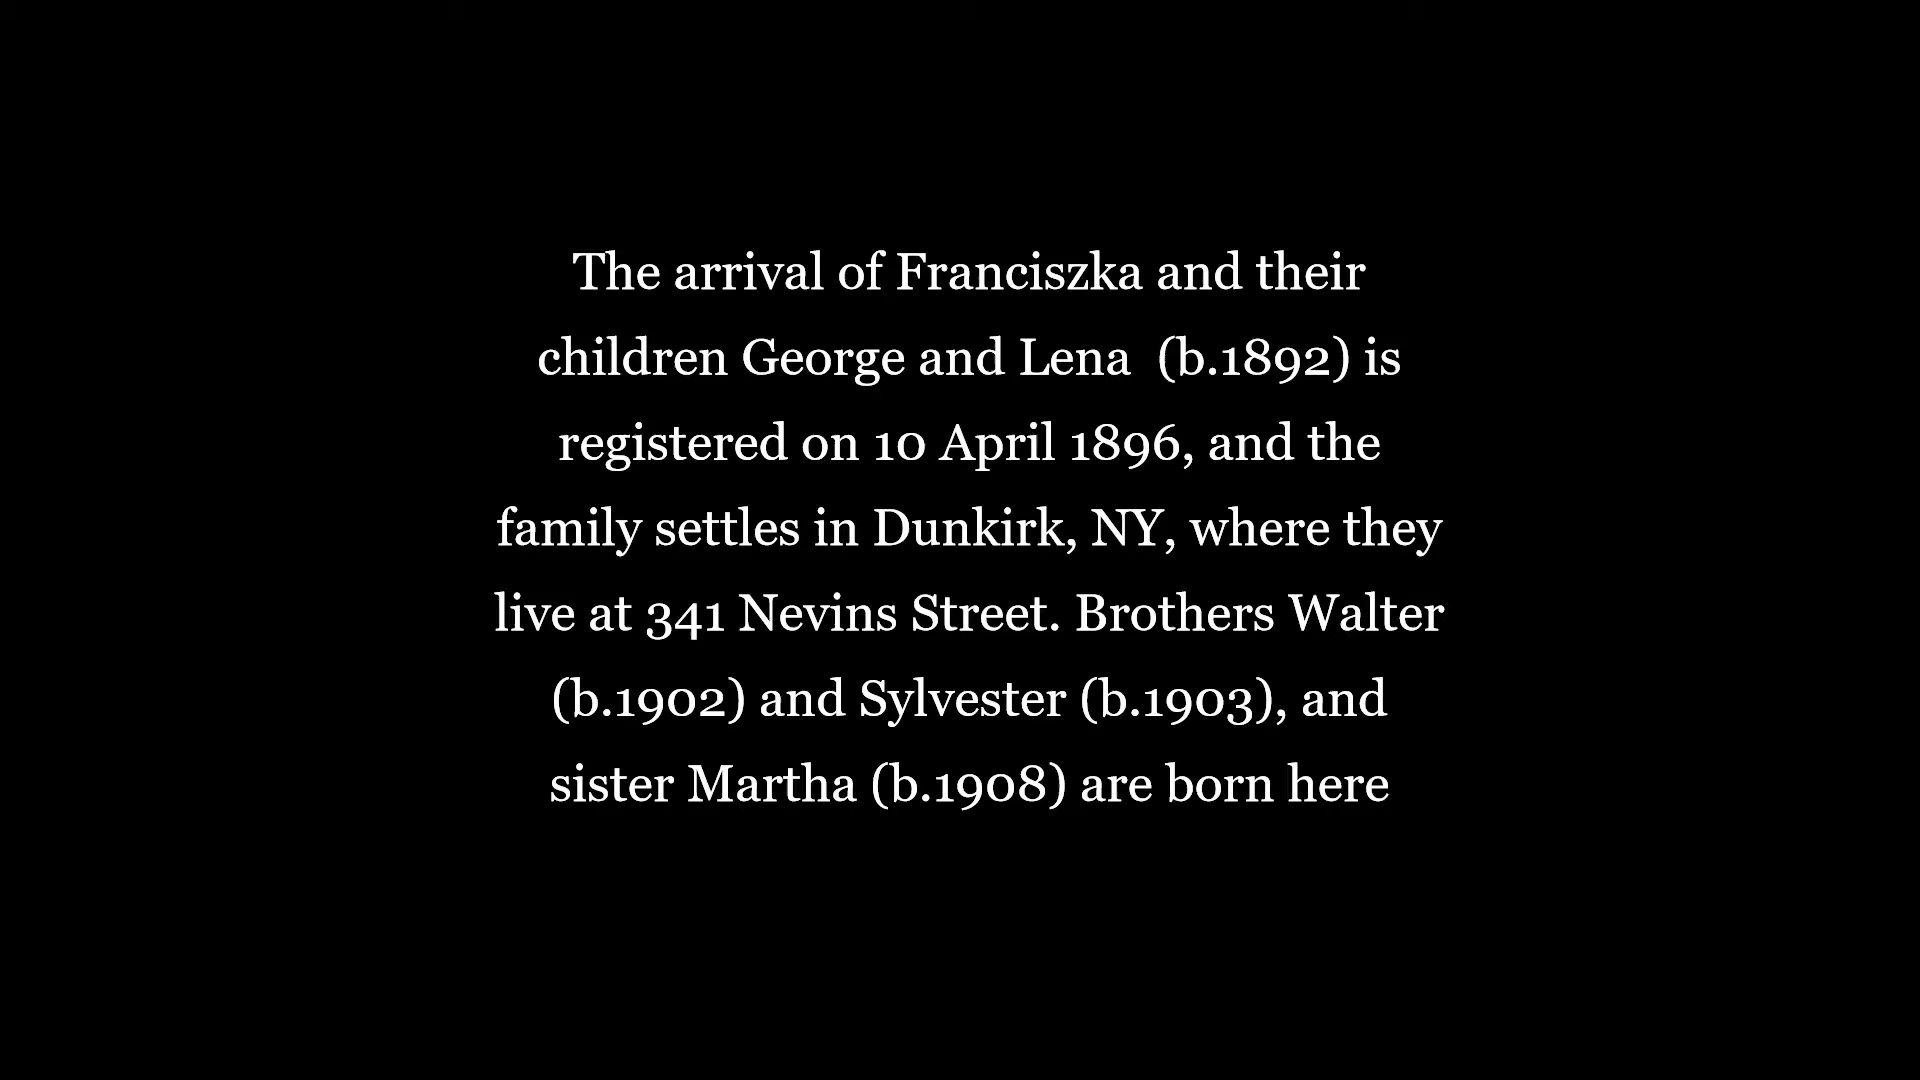 The arrival of Franciszka and their
children George and Lena  (b.1892) is
registered on 10 April 1896, and the
family settles in Dunkirk, NY, where they
live at 341 Nevins Street. Brothers Walter
(b.1902) and Sylvester (b.1903), and
sister Martha (b.1908) are born here